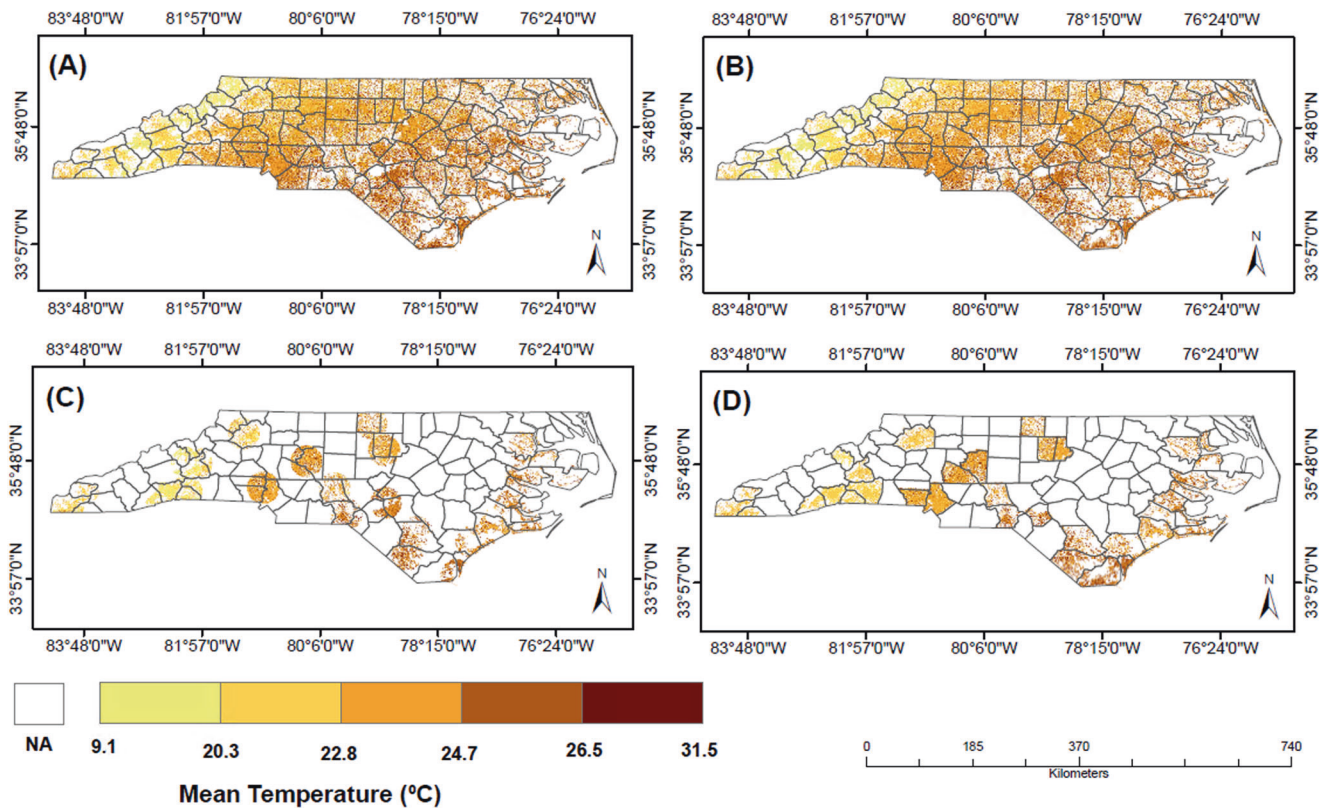 83°48'0"W 81°57'0"W 80°6'0"W 78°15'0"W 76°24'0"W
83°48'0"W 81°57'0"W 80°6'0"W 78°15'0"W 76°24'0"W
(A)
(B)
35°48'0"N
35°48'0"N
35°48'0"N
35°48'0"N
33°57'0"N
33°57'0"N
33°57'0"N
33°57'0"N
N
N
83°48'0"W 81°57'0"W 80°6'0"W 78°15'0"W 76°24'0"W
83°48'0"W 81°57'0"W 80°6'0"W 78°15'0"W 76°24'0"W
83°48'0"W 81°57'0"W 80°6'0"W 78°15'0"W 76°24'0"W
83°48'0"W 81°57'0"W 80°6'0"W 78°15'0"W 76°24'0"W
(C)
(D)
35°48'0"N
35°48'0"N
35°48'0"N
35°48'0"N
33°57'0"N
33°57'0"N
33°57'0"N
33°57'0"N
N
N
83°48'0"W 81°57'0"W 80°6'0"W 78°15'0"W 76°24'0"W
83°48'0"W 81°57'0"W 80°6'0"W 78°15'0"W 76°24'0"W
NA 9.1 20.3 22.8 24.7 26.5 31.5
Mean Temperature (ºC)
0 185 370 740
Kilometers